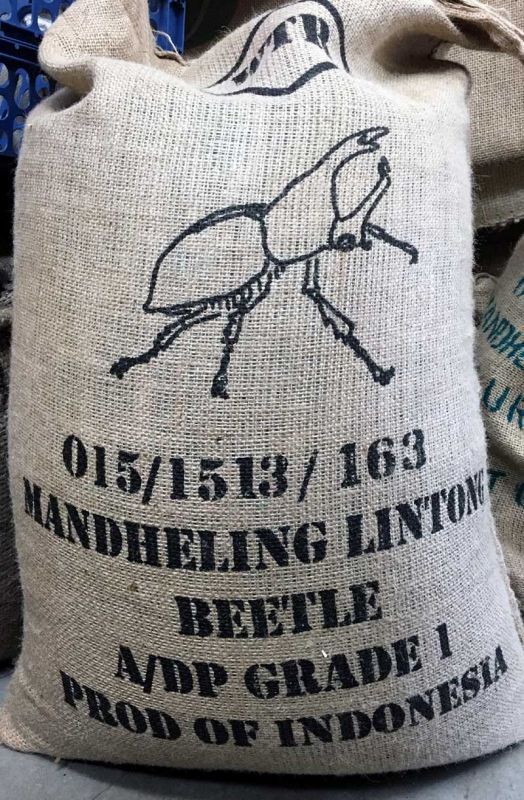 015/1513/163
MANDHELING LINTONG
BEETLE
A/DP GRADE 1
PROD OF INDONESIA